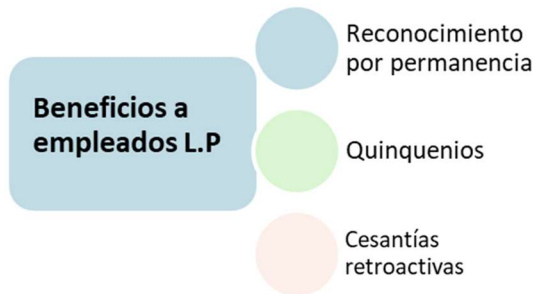 Beneficios a
empleados L.P
Reconocimiento
por permanencia
Quinquenios
Cesantías
retroactivas